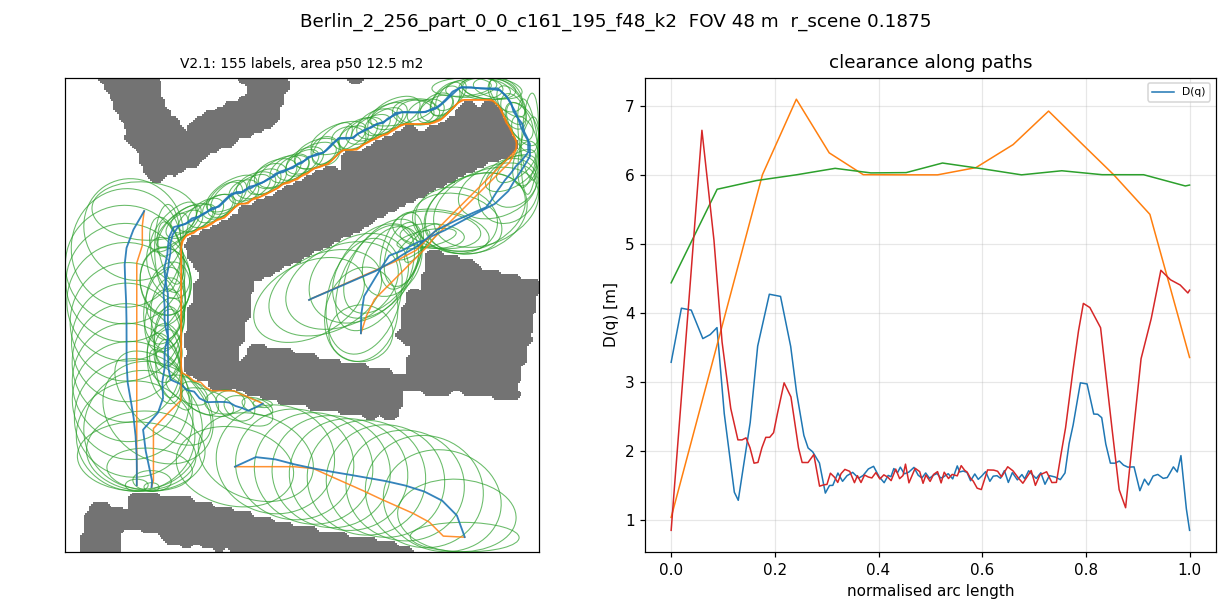 Berlin_2_256_part_0_0_c161_195_f48_k2 FOV 48 m r_scene 0.1875
V2.1: 155 labels, area p50 12.5 m2
clearance along paths
D(q)
D(q) [m]
7
6
5
4
3
2
1
0.0 0.2 0.4 0.6 0.8 1.0
normalised arc length